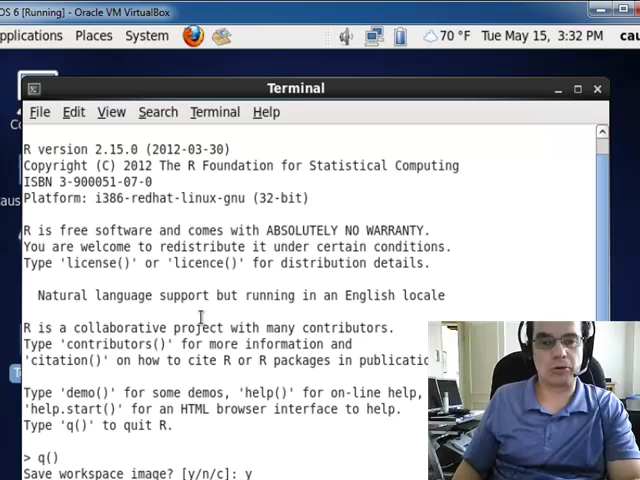 OS 6 [Running] - Oracle VM VirtualBox
Applications Places System 70 °F Tue May 15, 3:32 PM cau
Terminal
File Edit View Search Terminal Help
R version 2.15.0 (2012-03-30)
Copyright (C) 2012 The R Foundation for Statistical Computing
ISBN 3-900051-07-0
Platform: i386-redhat-linux-gnu (32-bit)
R is free software and comes with ABSOLUTELY NO WARRANTY.
You are welcome to redistribute it under certain conditions.
Type 'license()' or 'licence()' for distribution details.
Natural language support but running in an English locale
R is a collaborative project with many contributors.
Type 'contributors()' for more information and
'citation()' on how to cite R or R packages in publicatio
Type 'demo()' for some demos, 'help()' for on-line help,
'help.start()' for an HTML browser interface to help.
Type 'q()' to quit R.
> q()
Save workspace image? [y/n/c]: y